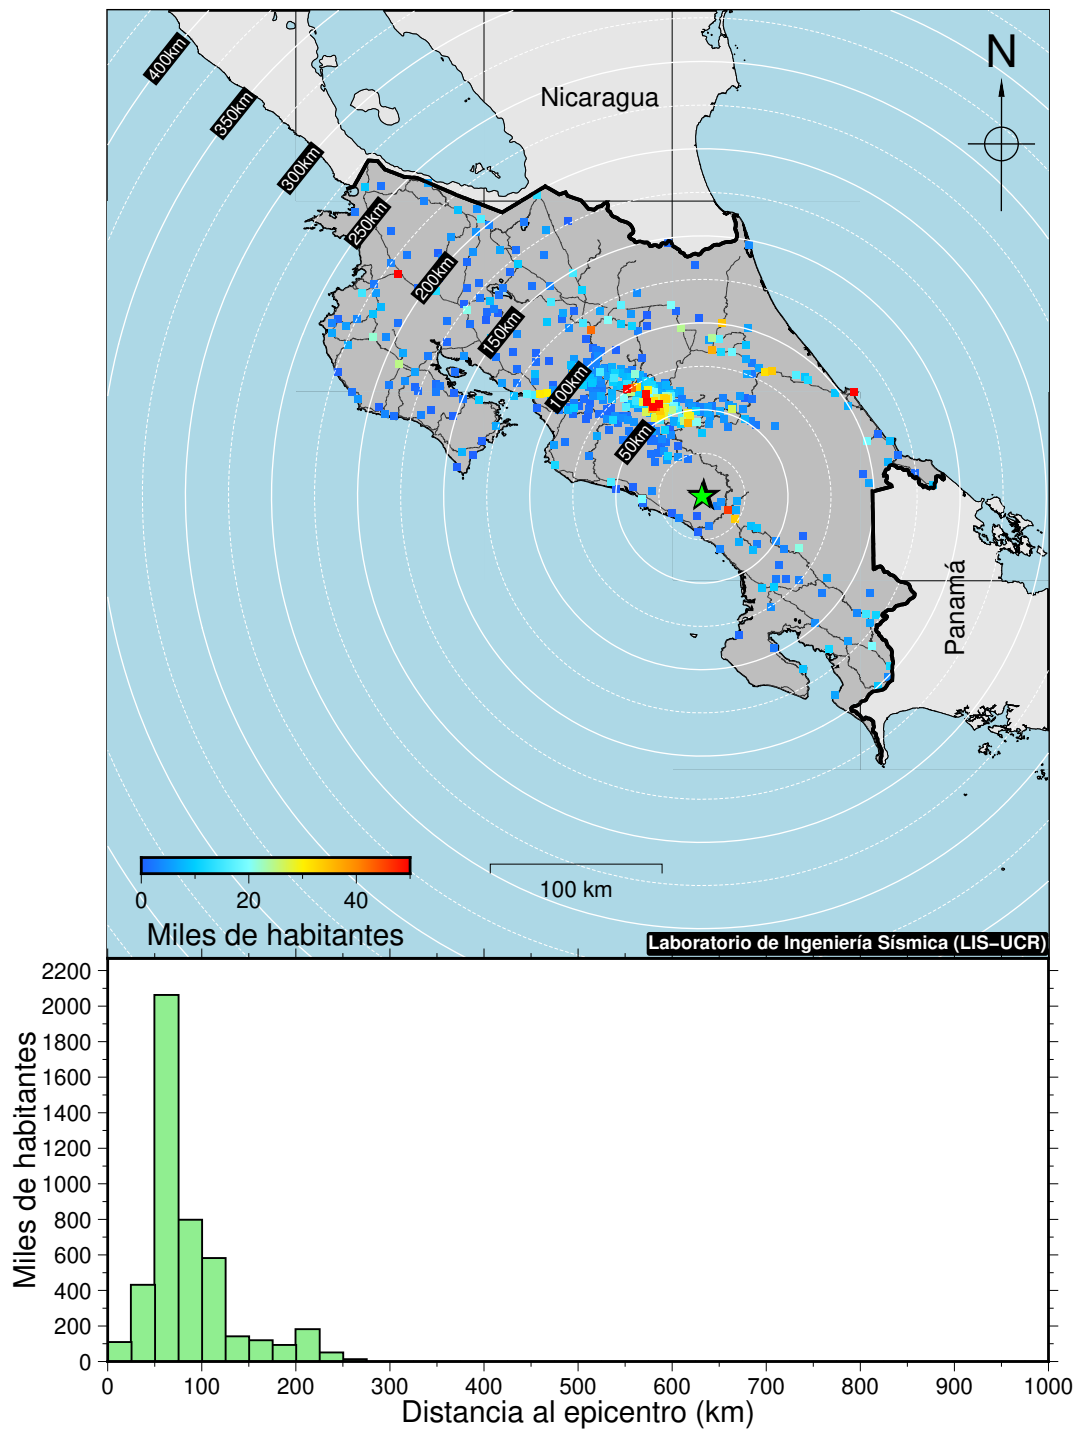 400km
350km
300km
250km
200km
150km
100km
50km
Nicaragua
N
Panamá
0 20 40
Miles de habitantes
100 km
Laboratorio de Ingeniería Sísmica (LIS−UCR)
Miles de habitantes
2200
2000
1800
1600
1400
1200
1000
800
600
400
200
0
0 100 200 300 400 500 600 700 800 900 1000
Distancia al epicentro (km)